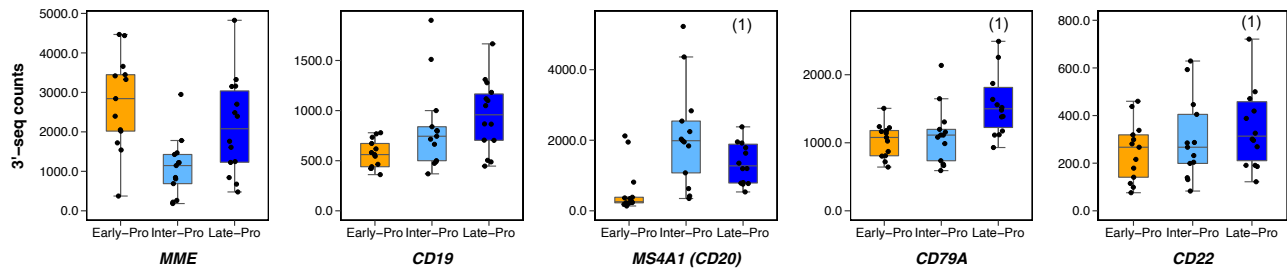 3'−seq counts
5000.0
4000.0
3000.0
2000.0
1000.0
0.0
Early−Pro Inter−Pro Late−Pro
MME
1500.0
1000.0
500.0
0.0
Early−Pro Inter−Pro Late−Pro
CD19
(1)
4000.0
2000.0
0.0
Early−Pro Inter−Pro Late−Pro
MS4A1 (CD20)
(1)
2000.0
1000.0
0.0
Early−Pro Inter−Pro Late−Pro
CD79A
(1)
800.0
600.0
400.0
200.0
0.0
Early−Pro Inter−Pro Late−Pro
CD22